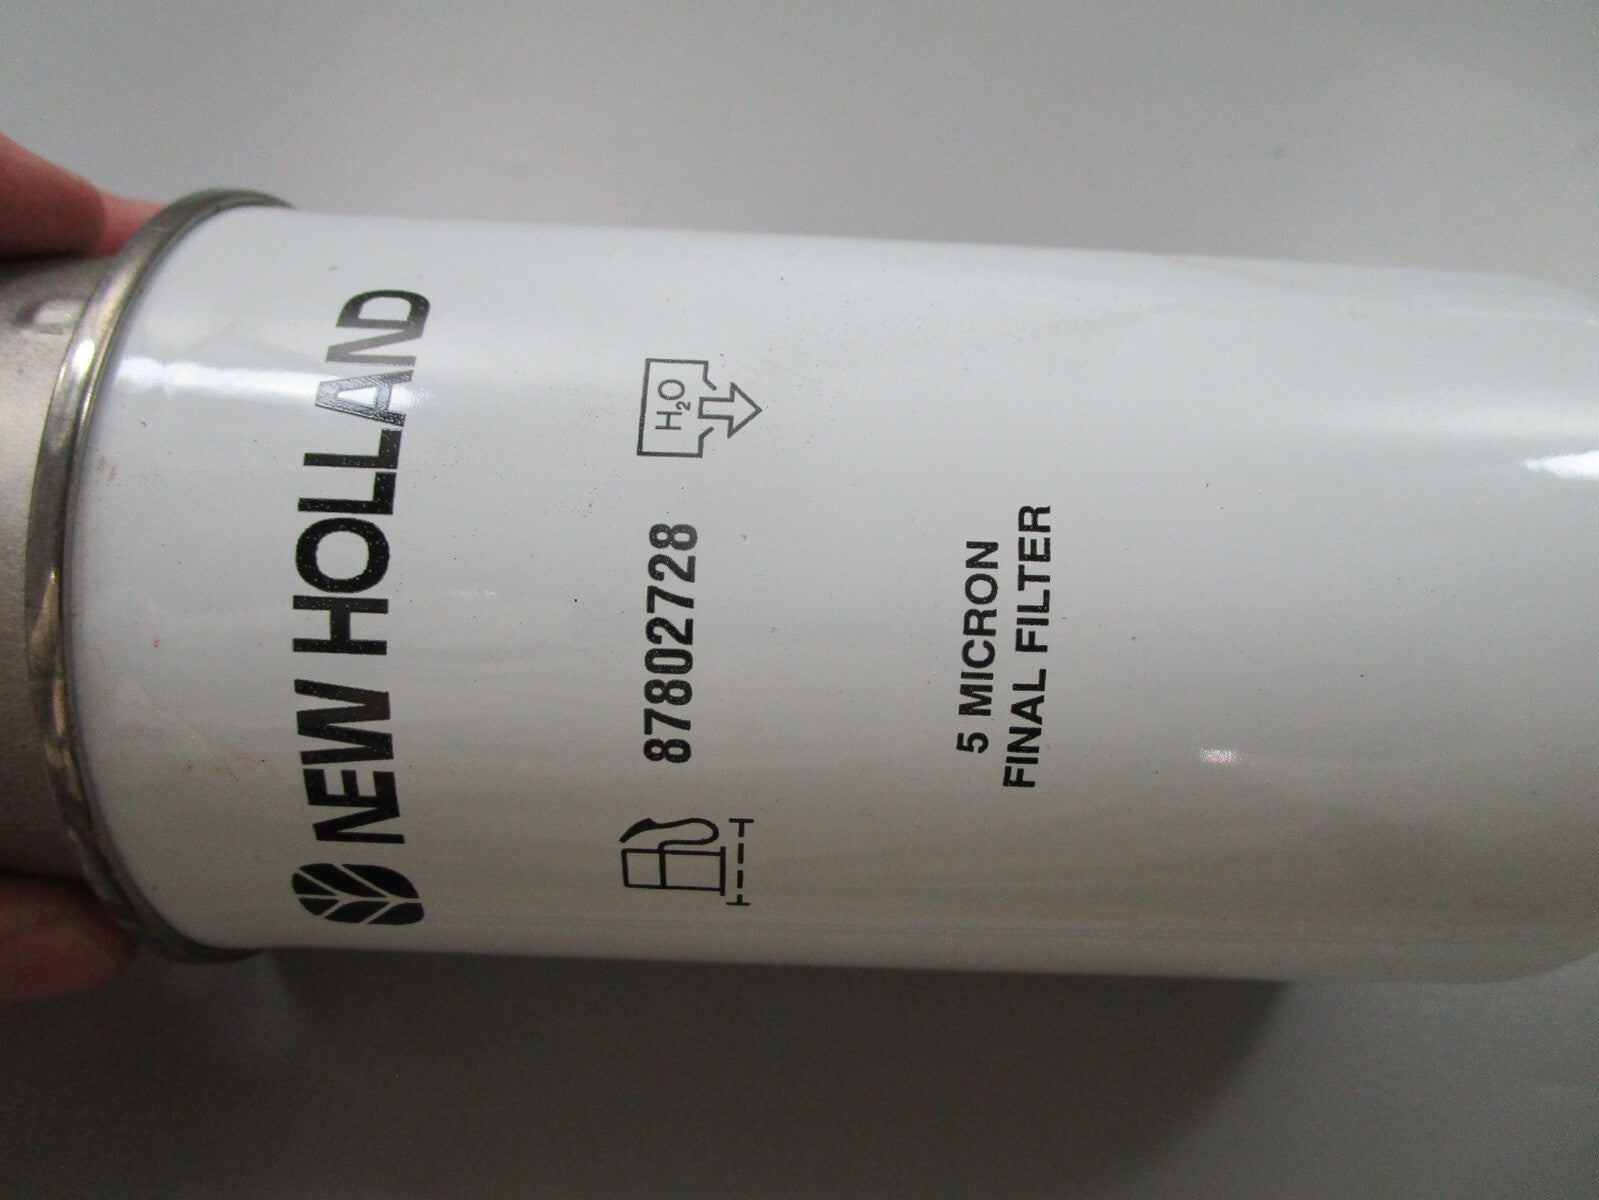 NEW HOLLAND
87802728
H₂O
5 MICRON
FINAL FILTER